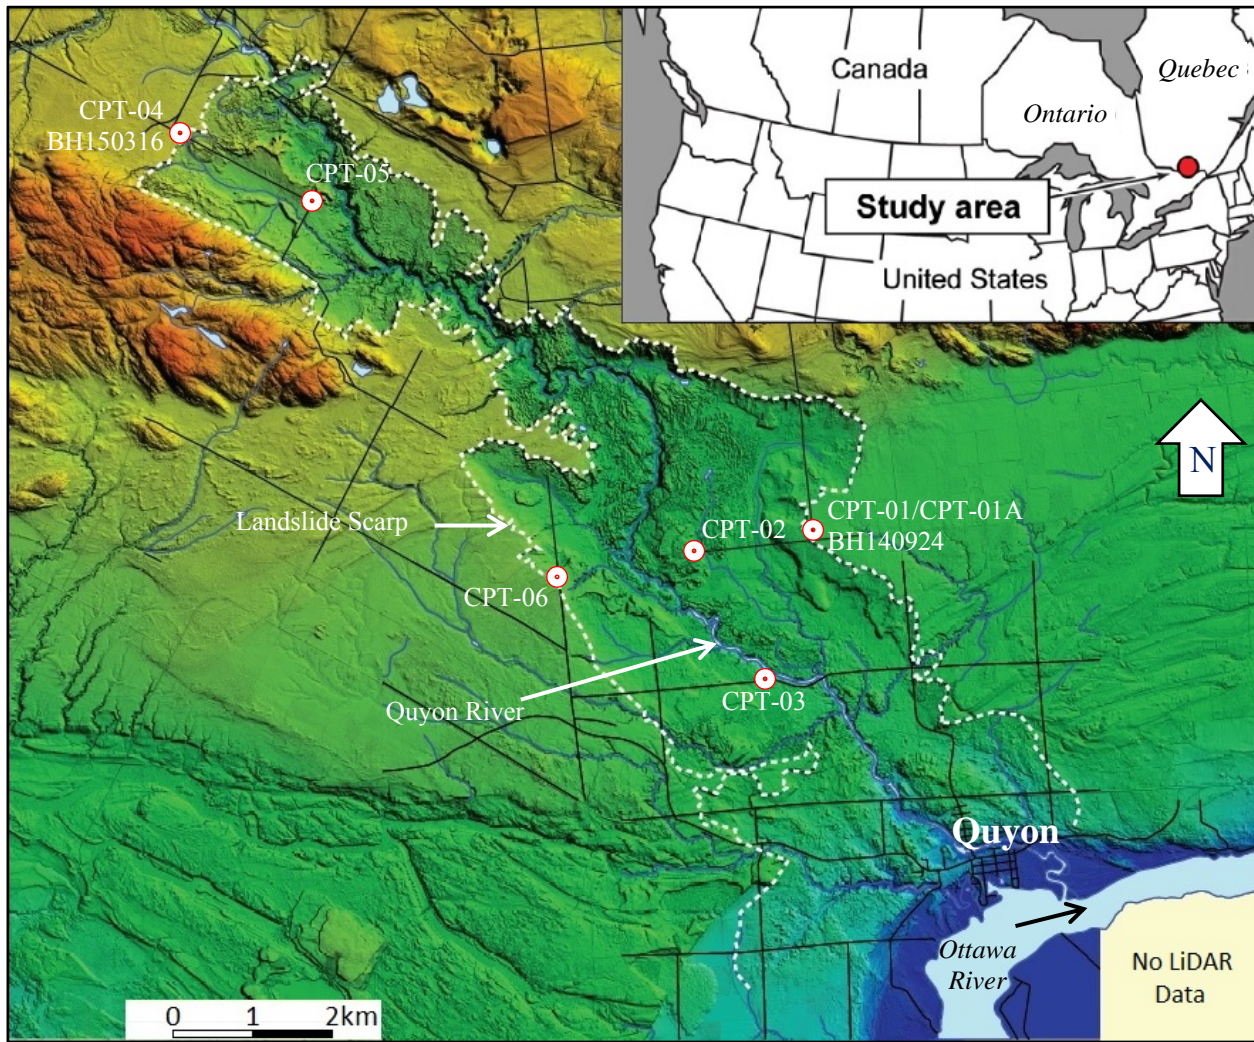 Canada
Quebec
Ontario
Study area
United States
CPT-04
BH150316
CPT-05
N
Landslide Scarp
CPT-02
CPT-01/CPT-01A
BH140924
CPT-06
Quyon River
CPT-03
Quyon
Ottawa
River
No LiDAR
Data
0 1 2km